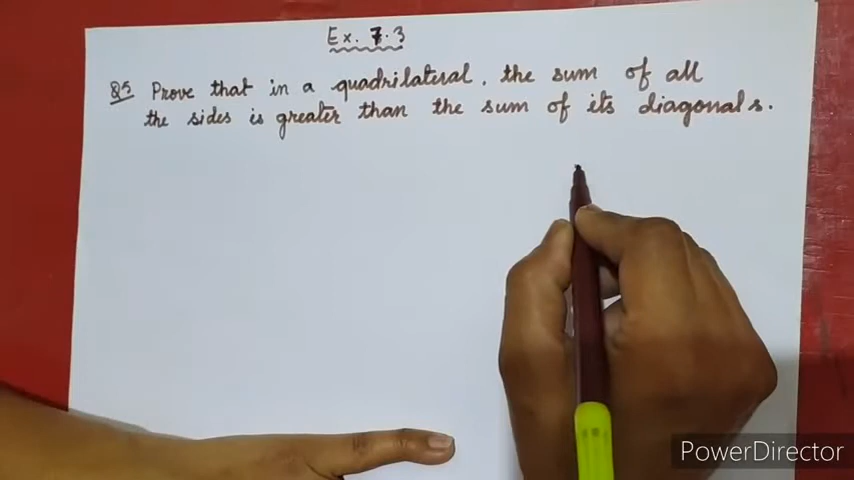 Ex. 7.3
Q5 Prove that in a quadrilateral, the sum of all
the sides is greater than the sum of its diagonals.
PowerDirector